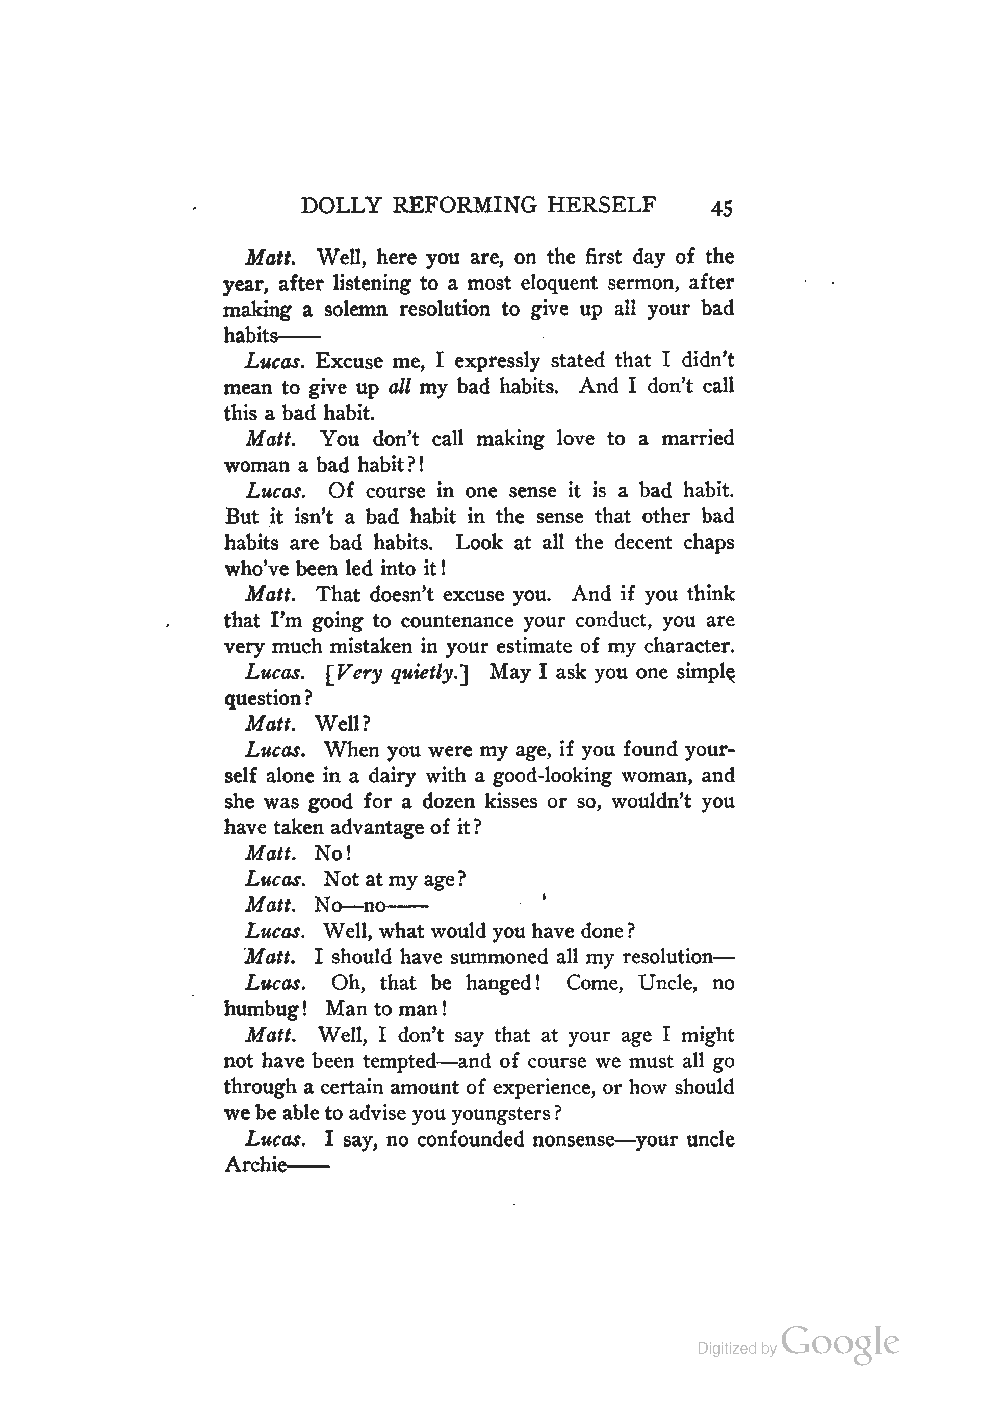 DOLLY REFORMING HERSELF 45
Matt. Well, here you are, on the first day of the
year, after listening to a most eloquent sermon, after
making a solemn resolution to give up all your bad
habits——
Lucas. Excuse me, I expressly stated that I didn't
mean to give up all my bad habits. And I don't call
this a bad habit.
Matt. You don't call making love to a married
woman a bad habit?!
Lucas. Of course in one sense it is a bad habit.
But it isn't a bad habit in the sense that other bad
habits are bad habits. Look at all the decent chaps
who've been led into it!
Matt. That doesn't excuse you. And if you think
that I'm going to countenance your conduct, you are
very much mistaken in your estimate of my character.
Lucas. [Very quietly.] May I ask you one simple
question?
Matt. Well?
Lucas. When you were my age, if you found your-
self alone in a dairy with a good-looking woman, and
she was good for a dozen kisses or so, wouldn't you
have taken advantage of it?
Matt. No!
Lucas. Not at my age?
Matt. No—no——
Lucas. Well, what would you have done?
Matt. I should have summoned all my resolution—
Lucas. Oh, that be hanged! Come, Uncle, no
humbug! Man to man!
Matt. Well, I don't say that at your age I might
not have been tempted—and of course we must all go
through a certain amount of experience, or how should
we be able to advise you youngsters?
Lucas. I say, no confounded nonsense—your uncle
Archie——
Digitized by Google